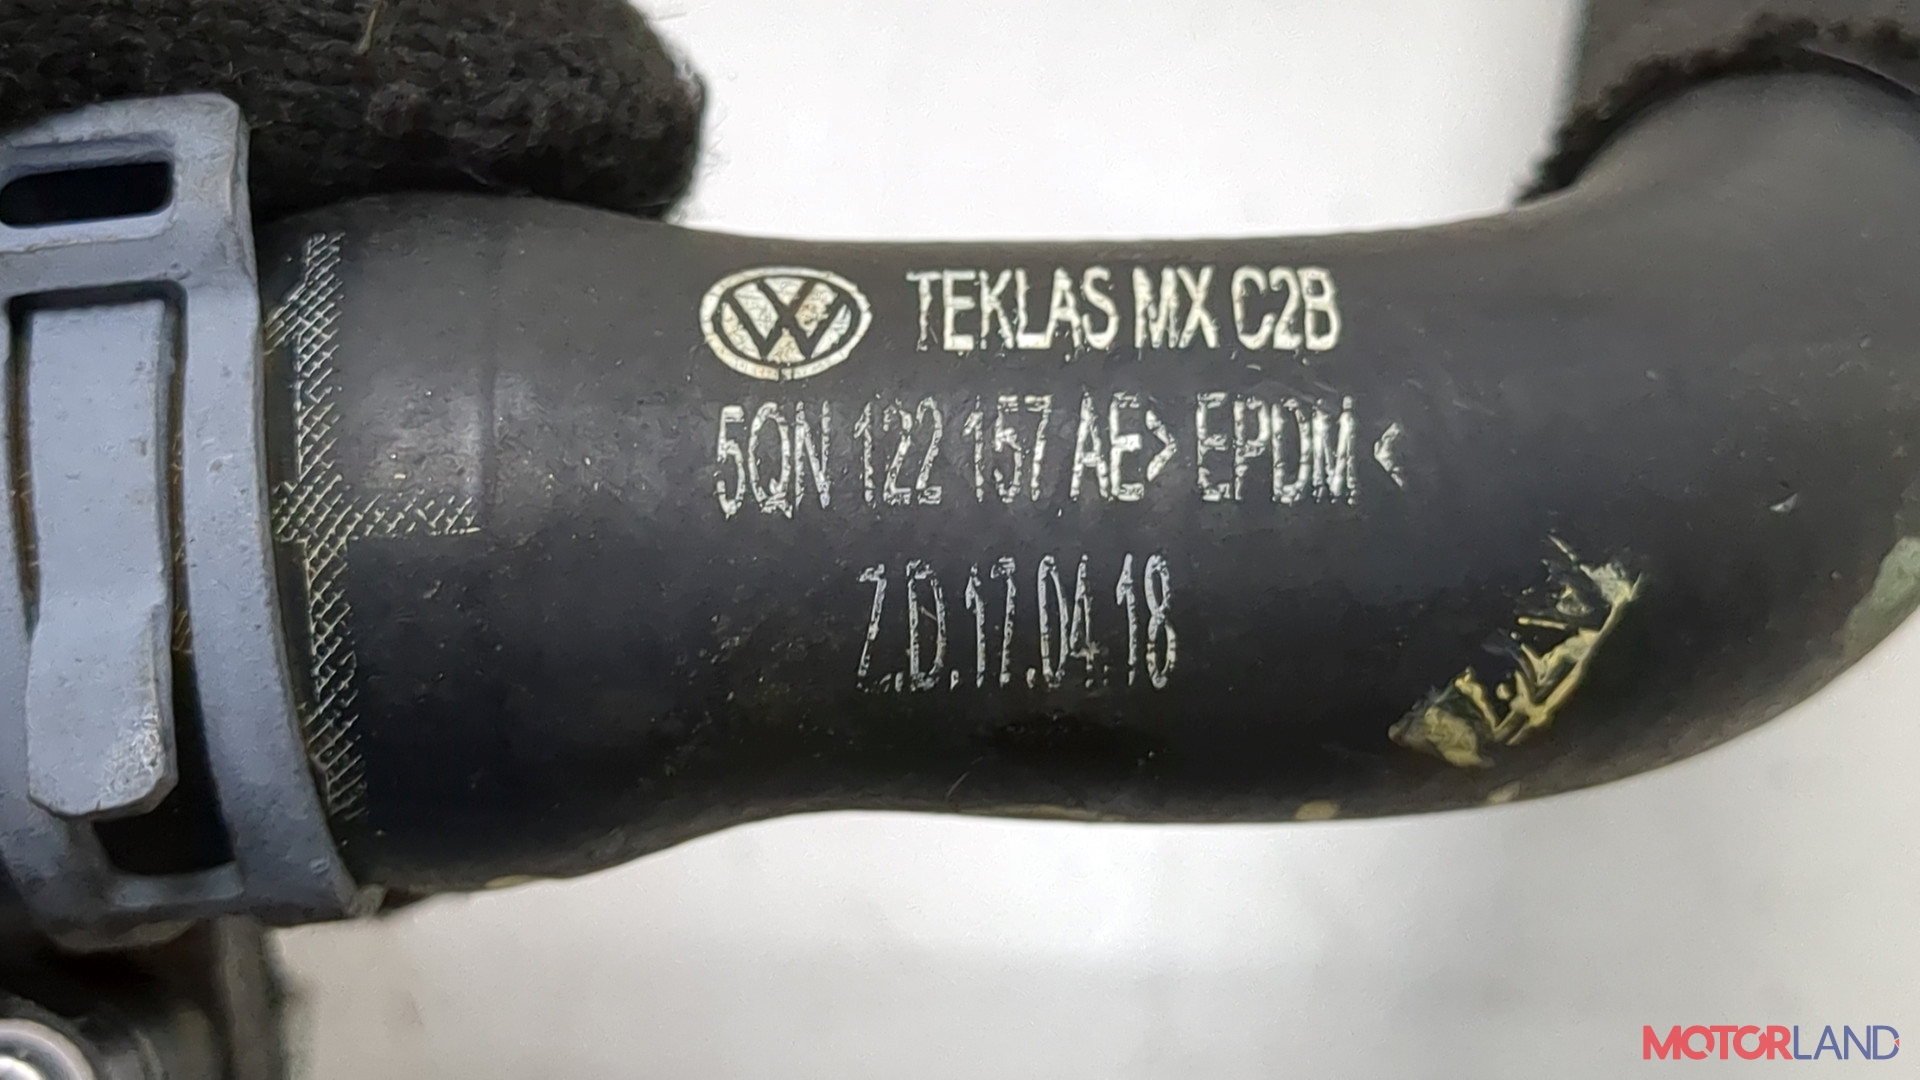 TEKLAS MX C2B
5QN 122 157 AE> EPDM <
Z.D.17.04.18
MOTORLAND